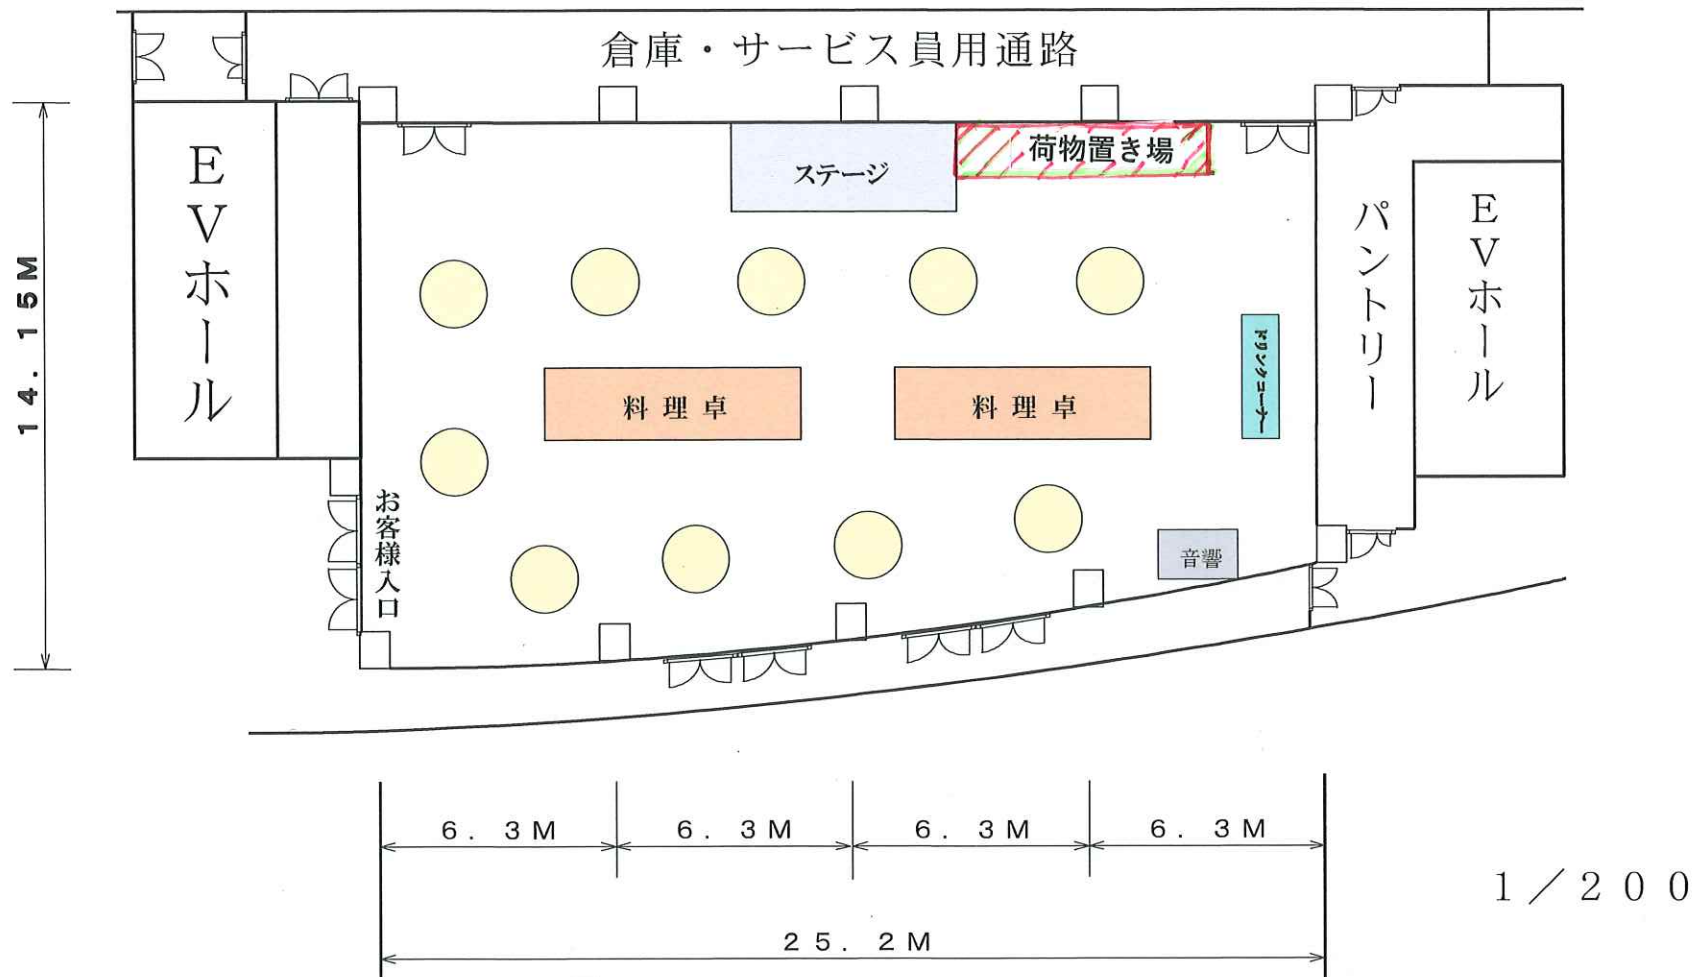 倉庫・サービス員用通路
EVホール
ステージ
荷物置き場
パントリー
EVホール
14.15M
ドリンクコーナー
料理卓
料理卓
お客様入口
音響
6.3M
6.3M
6.3M
6.3M
1/200
25.2M